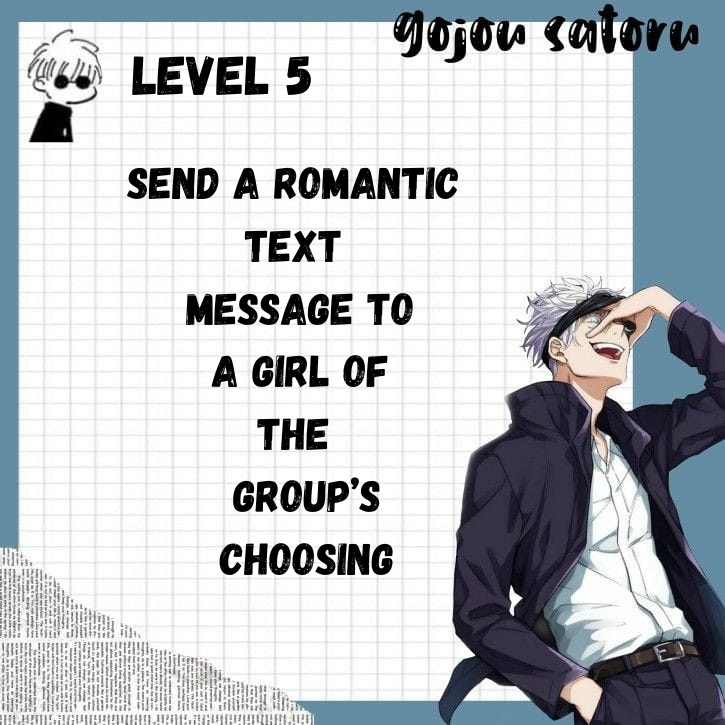 gojou satoru
LEVEL 5
SEND A ROMANTIC
TEXT
MESSAGE TO
A GIRL OF
THE
GROUP'S
CHOOSING